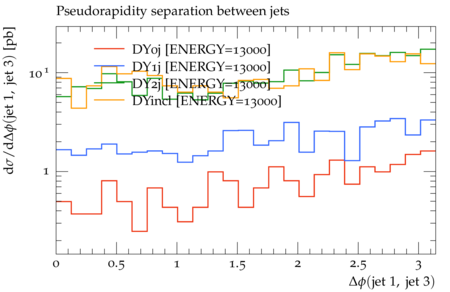 Pseudorapidity separation between jets
dσ/dΔϕ(jet 1, jet 3) [pb]
DY0j [ENERGY=13000]
DY1j [ENERGY=13000]
DY2j [ENERGY=13000]
DYincl [ENERGY=13000]
10^1
1
0 0.5 1 1.5 2 2.5 3
Δϕ(jet 1, jet 3)